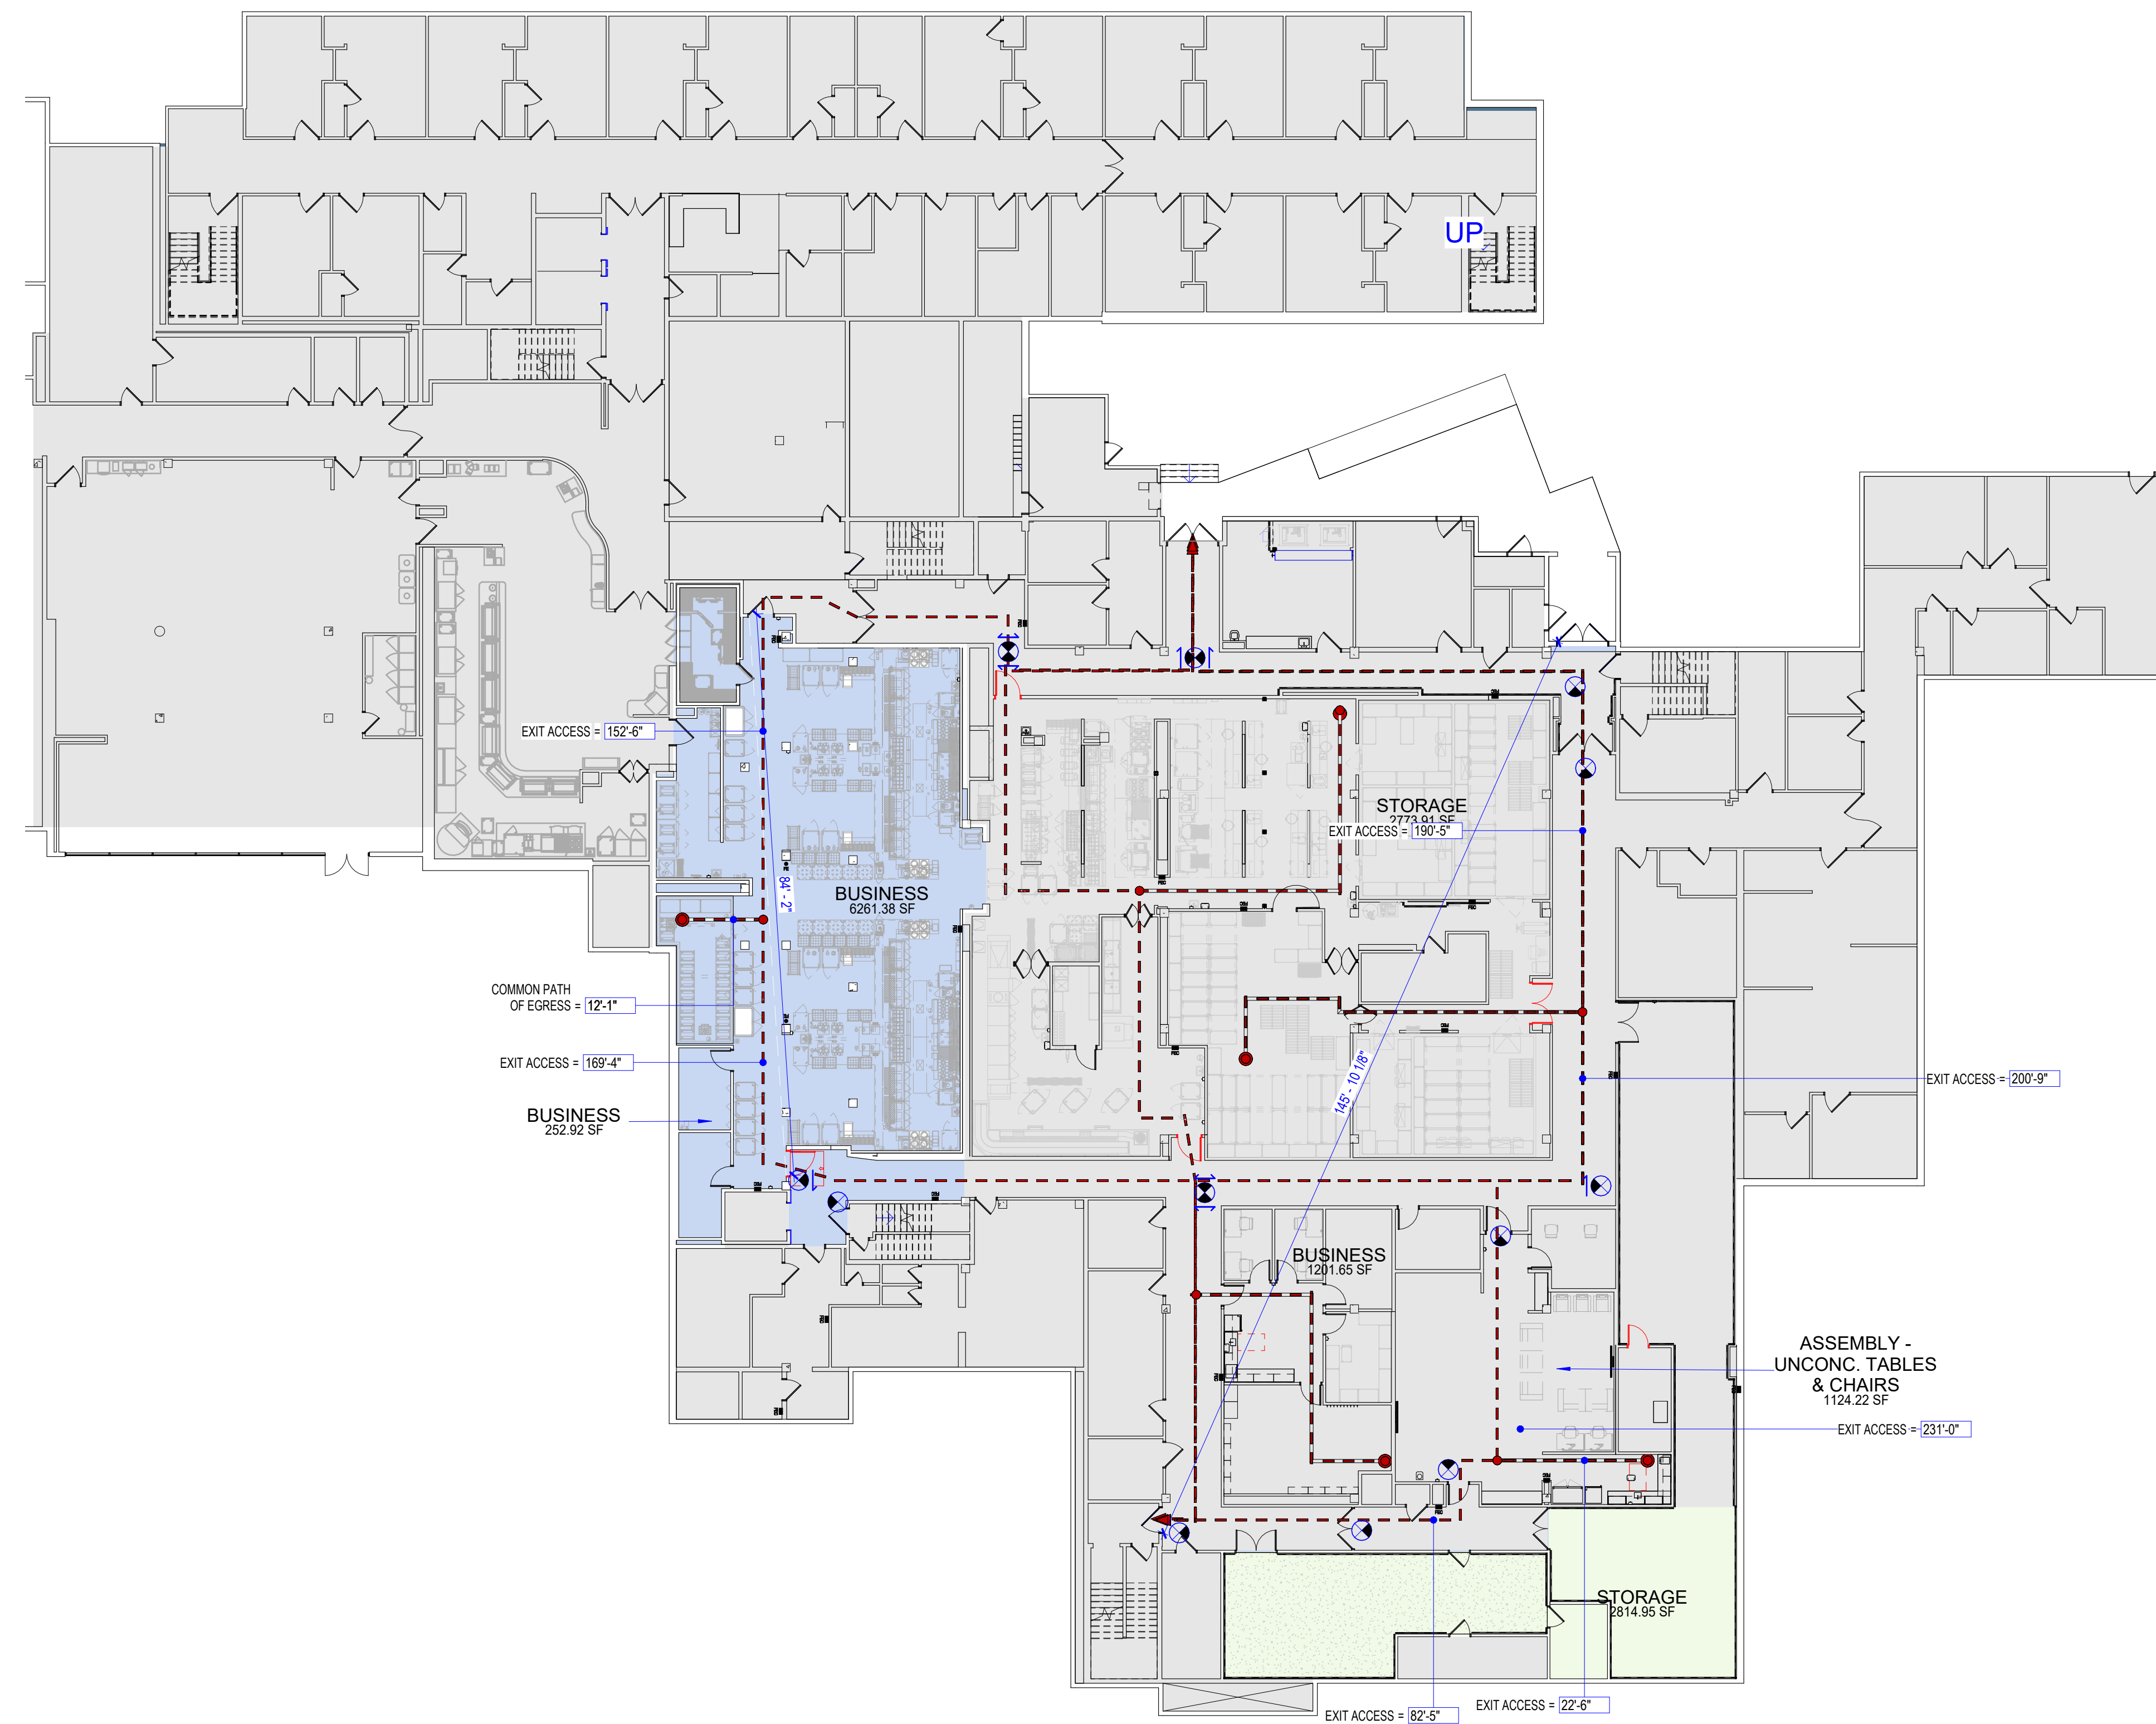 UP
EXIT ACCESS = 152'-6"
STORAGE
2773.91 SF
EXIT ACCESS = 190'-5"
84' - 2"
BUSINESS
6261.38 SF
COMMON PATH
OF EGRESS = 12'-1"
EXIT ACCESS = 169'-4"
145' - 10 1/8"
EXIT ACCESS = 200'-9"
BUSINESS
252.92 SF
BUSINESS
1201.65 SF
ASSEMBLY -
UNCONC. TABLES
& CHAIRS
1124.22 SF
EXIT ACCESS = 231'-0"
STORAGE
2814.95 SF
EXIT ACCESS = 22'-6"
EXIT ACCESS = 82'-5"